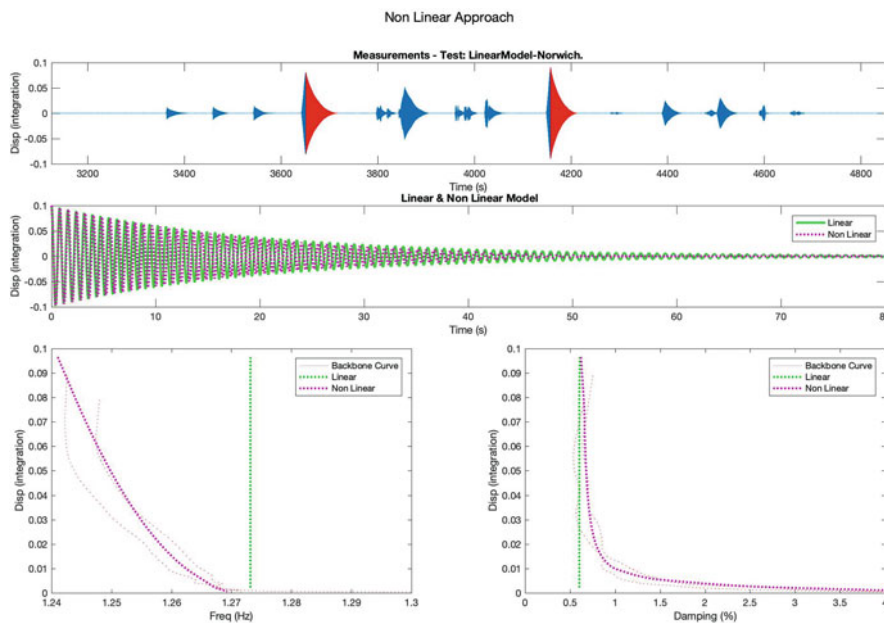 Non Linear Approach
Measurements - Test: LinearModel-Norwich.
Disp (integration)
0.1
0.05
0
-0.05
-0.1
3200 3400 3600 3800 4000 4200 4400 4600 4800
Time (s)
Linear & Non Linear Model
Disp (integration)
0.1
0.05
0
-0.05
-0.1
Linear
Non Linear
0 10 20 30 40 50 60 70 80
Time (s)
Disp (integration)
0.1
0.09
0.08
0.07
0.06
0.05
0.04
0.03
0.02
0.01
0
Backbone Curve
Linear
Non Linear
1.24 1.25 1.26 1.27 1.28 1.29 1.3
Freq (Hz)
Disp (integration)
0.1
0.09
0.08
0.07
0.06
0.05
0.04
0.03
0.02
0.01
0
Backbone Curve
Linear
Non Linear
0 0.5 1 1.5 2 2.5 3 3.5 4
Damping (%)